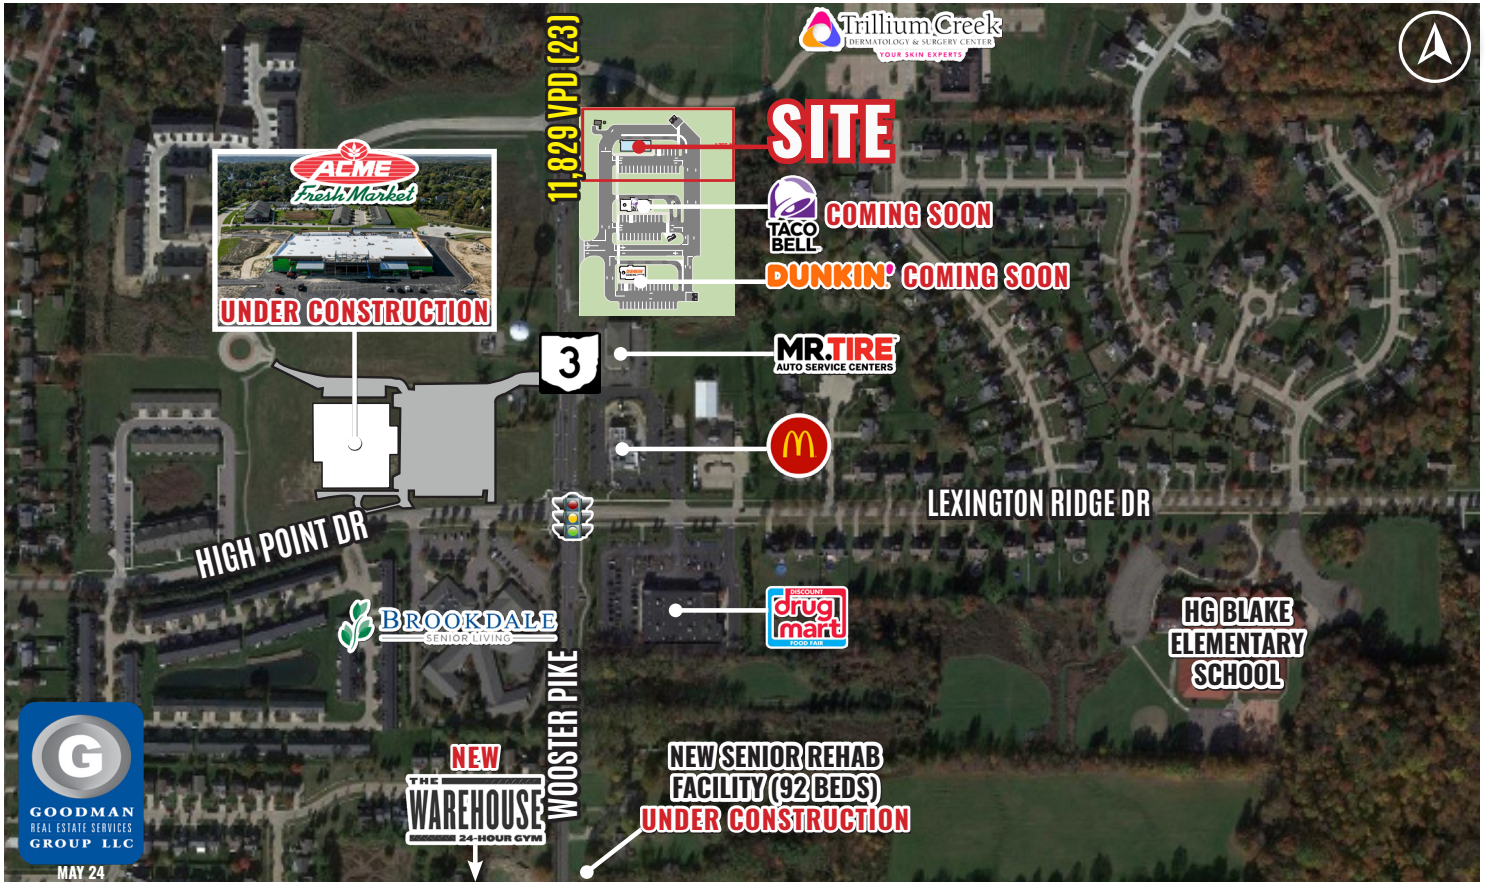 Trillium Creek
DERMATOLOGY & SURGERY CENTER
YOUR SKIN EXPERTS
11,829 VPD (23)
SITE
ACME
Fresh Market
UNDER CONSTRUCTION
TACO
BELL
COMING SOON
DUNKIN' COMING SOON
DUNKIN'
3
MR.TIRE
AUTO SERVICE CENTERS
LEXINGTON RIDGE DR
HIGH POINT DR
BROOKDALE
SENIOR LIVING
DISCOUNT
drug
mart
FOOD FAIR
HG BLAKE
ELEMENTARY
SCHOOL
WOOSTER PIKE
NEW
THE
WAREHOUSE
24-HOUR GYM
NEW SENIOR REHAB
FACILITY (92 BEDS)
UNDER CONSTRUCTION
G
GOODMAN
REAL ESTATE SERVICES
GROUP LLC
MAY 24